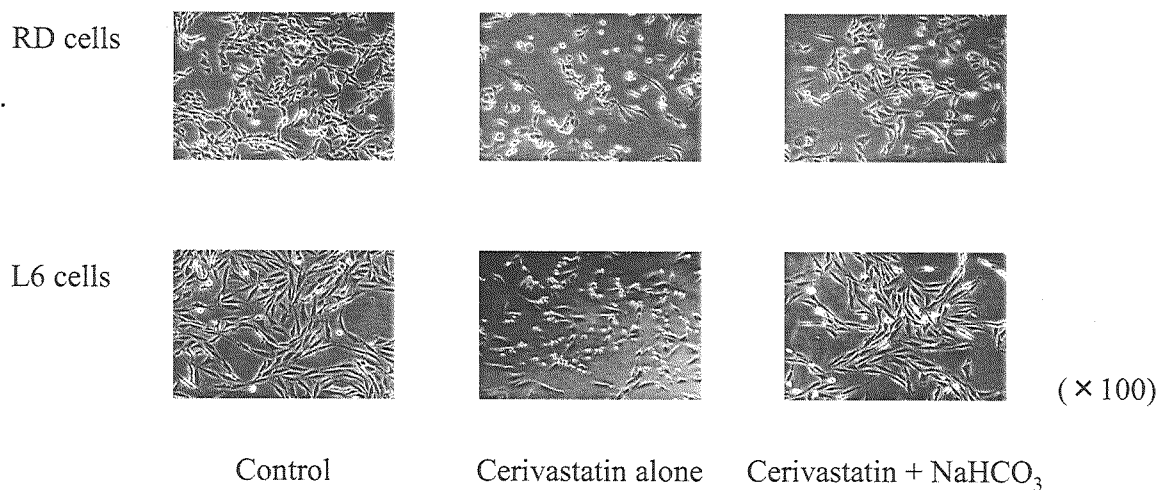 RD cells
L6 cells
(×100)
Control
Cerivastatin alone
Cerivastatin + NaHCO₃